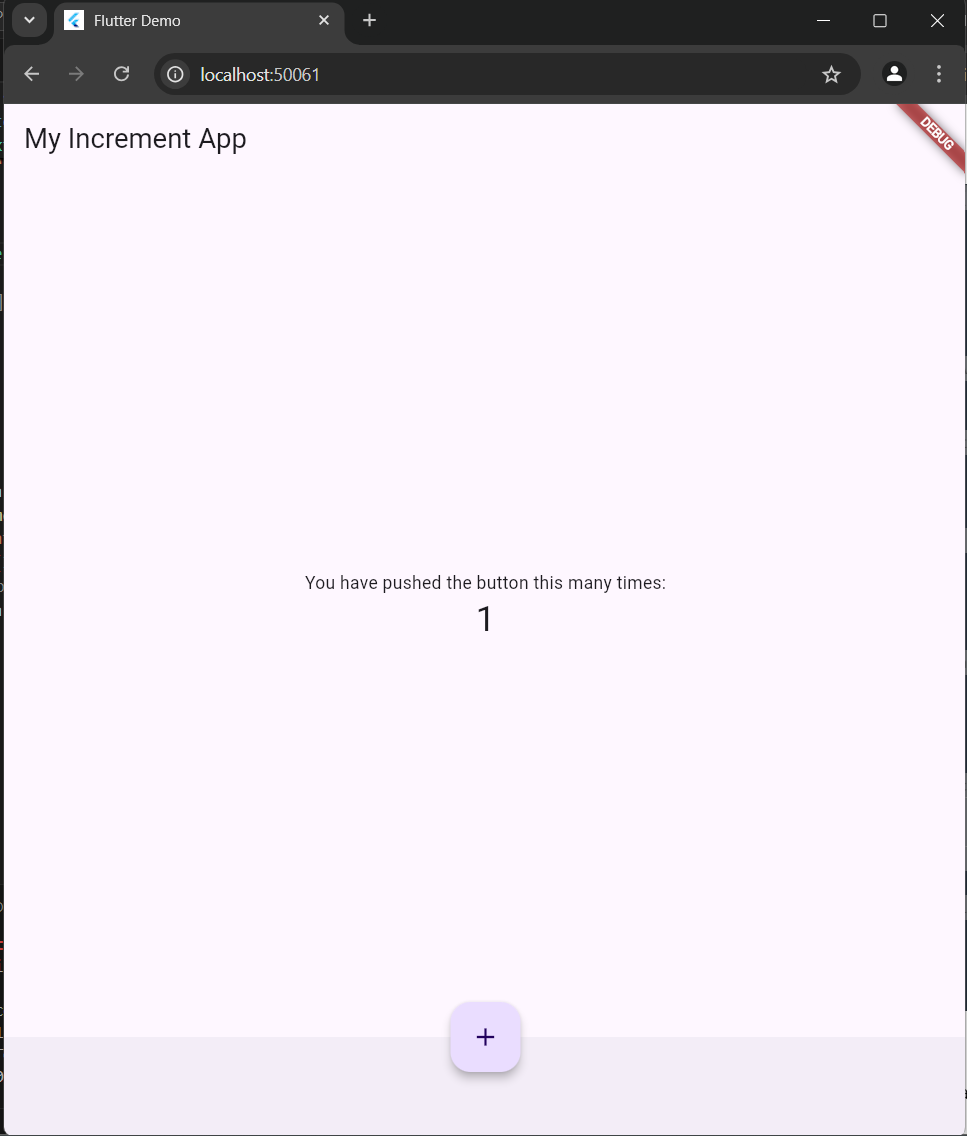 Flutter Demo
localhost:50061
My Increment App
DEBUG
You have pushed the button this many times:
1